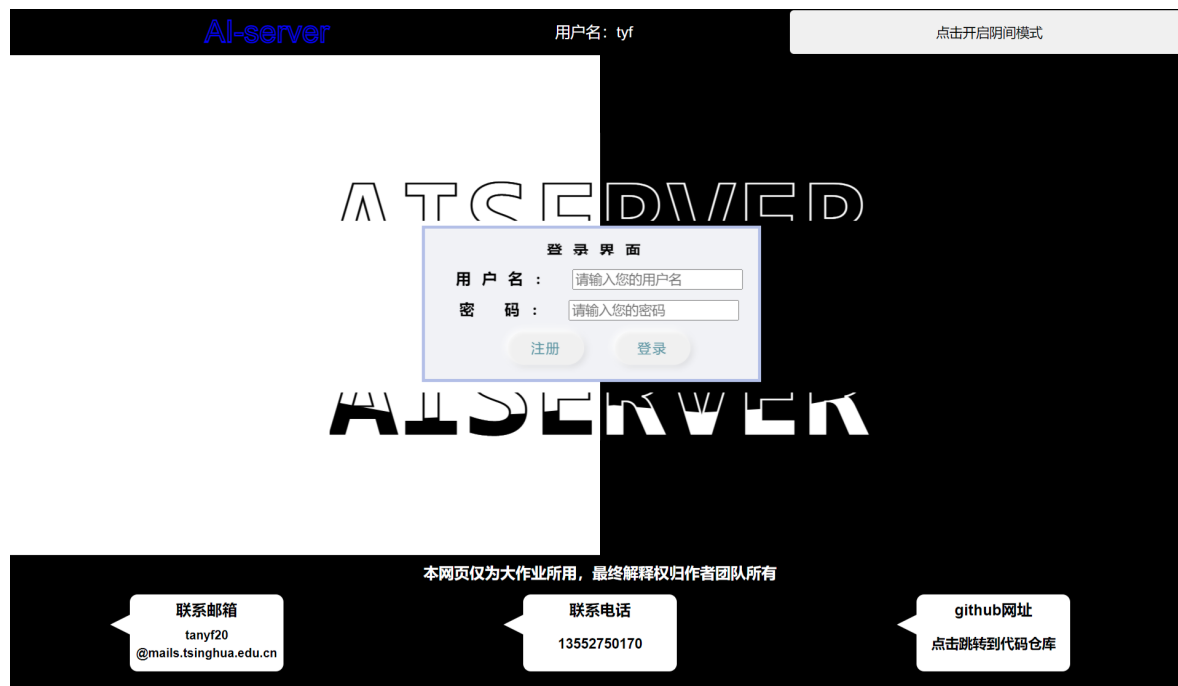 AI-server
用户名：tyf
点击开启阴间模式
AISERVER
登录界面
用户名：
请输入您的用户名
密 码：
请输入您的密码
注册
登录
AISERVER
本网页仅为大作业所用，最终解释权归作者团队所有
联系邮箱
tanyf20
@mails.tsinghua.edu.cn
联系电话
13552750170
github网址
点击跳转到代码仓库